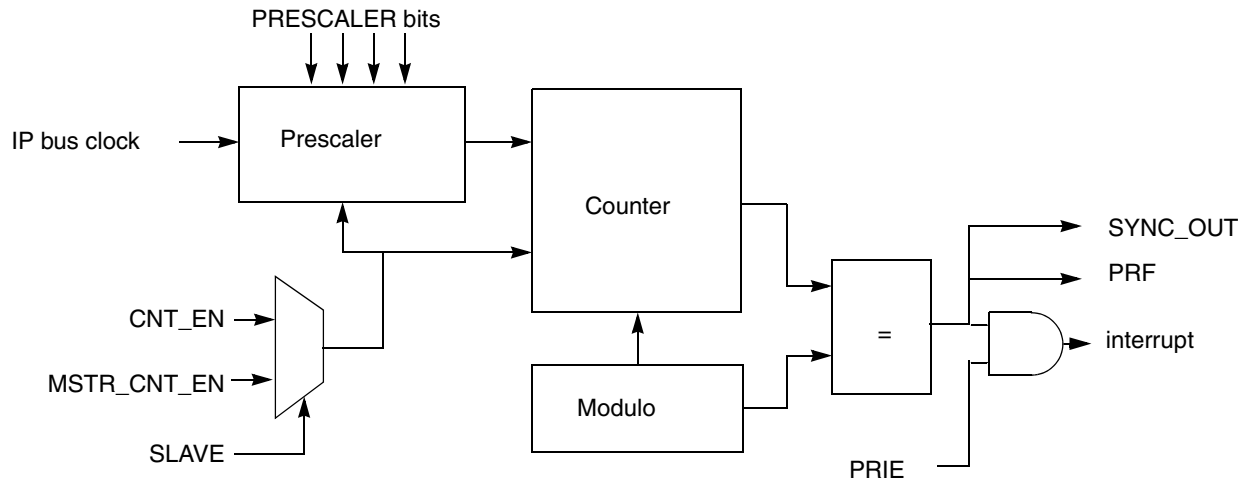 PRESCALER bits
IP bus clock
Prescaler
Counter
SYNC_OUT
PRF
CNT_EN
=
interrupt
MSTR_CNT_EN
Modulo
SLAVE
PRIE